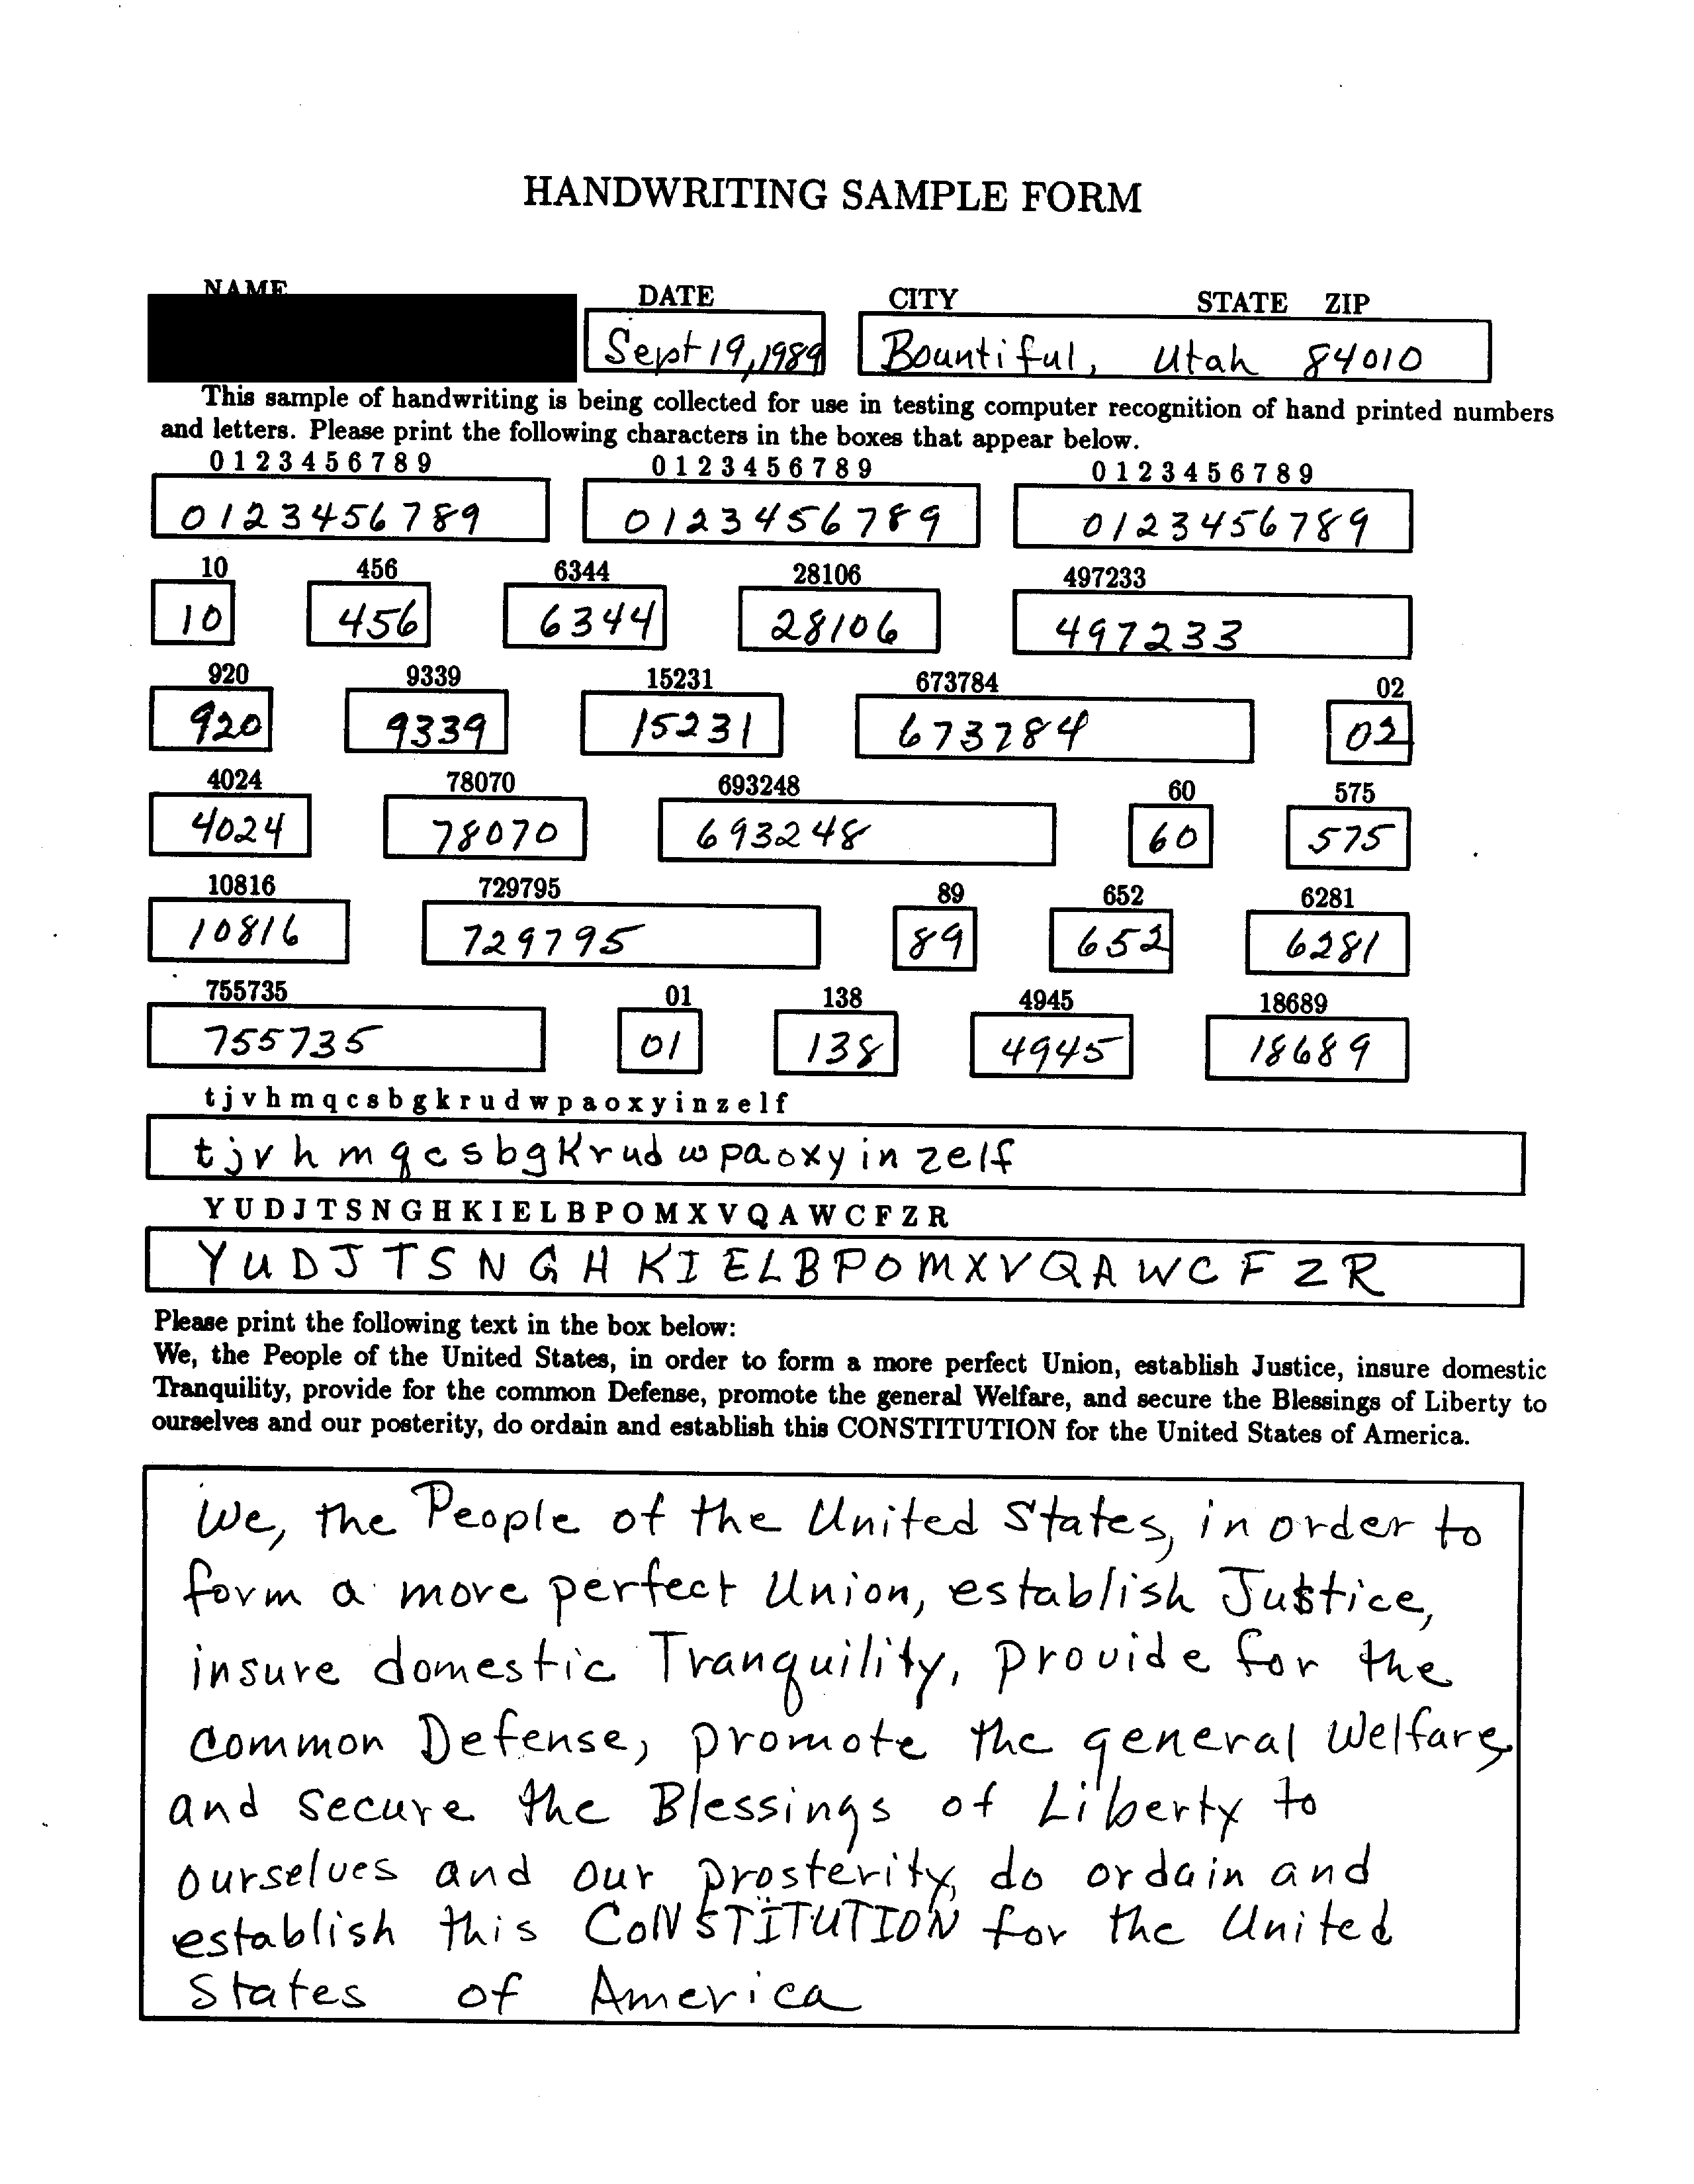 HANDWRITING SAMPLE FORM
NAME DATE CITY STATE ZIP
Sept 19, 1989 Bountiful, Utah 84010
This sample of handwriting is being collected for use in testing computer recognition of hand printed numbers
and letters. Please print the following characters in the boxes that appear below.
0 1 2 3 4 5 6 7 8 9 0 1 2 3 4 5 6 7 8 9 0 1 2 3 4 5 6 7 8 9
0123456789 0123456789 0123456789
10 456 6344 28106 497233
10 456 6344 28106 497233
920 9339 15231 673784 02
920 9339 15231 673784 02
4024 78070 693248 60 575
4024 78070 693248 60 575
10816 729795 89 652 6281
10816 729795 89 652 6281
755735 01 138 4945 18689
755735 01 138 4945 18689
t j v h m q c s b g k r u d w p a o x y i n z e l f
t j v h m q c s b g K r u d w p a o x y i n z e l f
Y U D J T S N G H K I E L B P O M X V Q A W C F Z R
Y U D J T S N G H K I E L B P O M X V Q A W C F Z R
Please print the following text in the box below:
We, the People of the United States, in order to form a more perfect Union, establish Justice, insure domestic
Tranquility, provide for the common Defense, promote the general Welfare, and secure the Blessings of Liberty to
ourselves and our posterity, do ordain and establish this CONSTITUTION for the United States of America.
We, the People of the United States, in order to
form a more perfect Union, establish Justice,
insure domestic Tranquility, provide for the
common Defense, promote the general Welfare,
and secure the Blessings of Liberty to
ourselves and our prosterity, do ordain and
establish this CONSTITUTION for the United
States of America